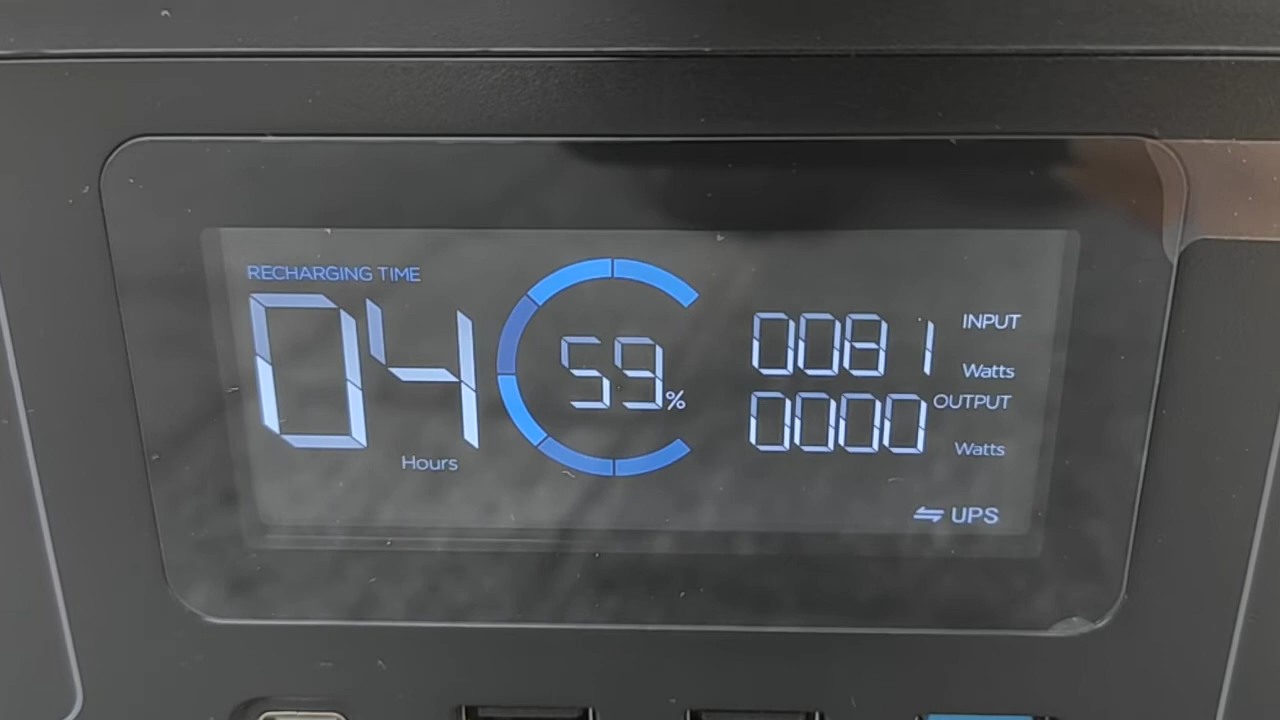 RECHARGING TIME
04
Hours
59%
0081 INPUT
Watts
0000 OUTPUT
Watts
⇋ UPS